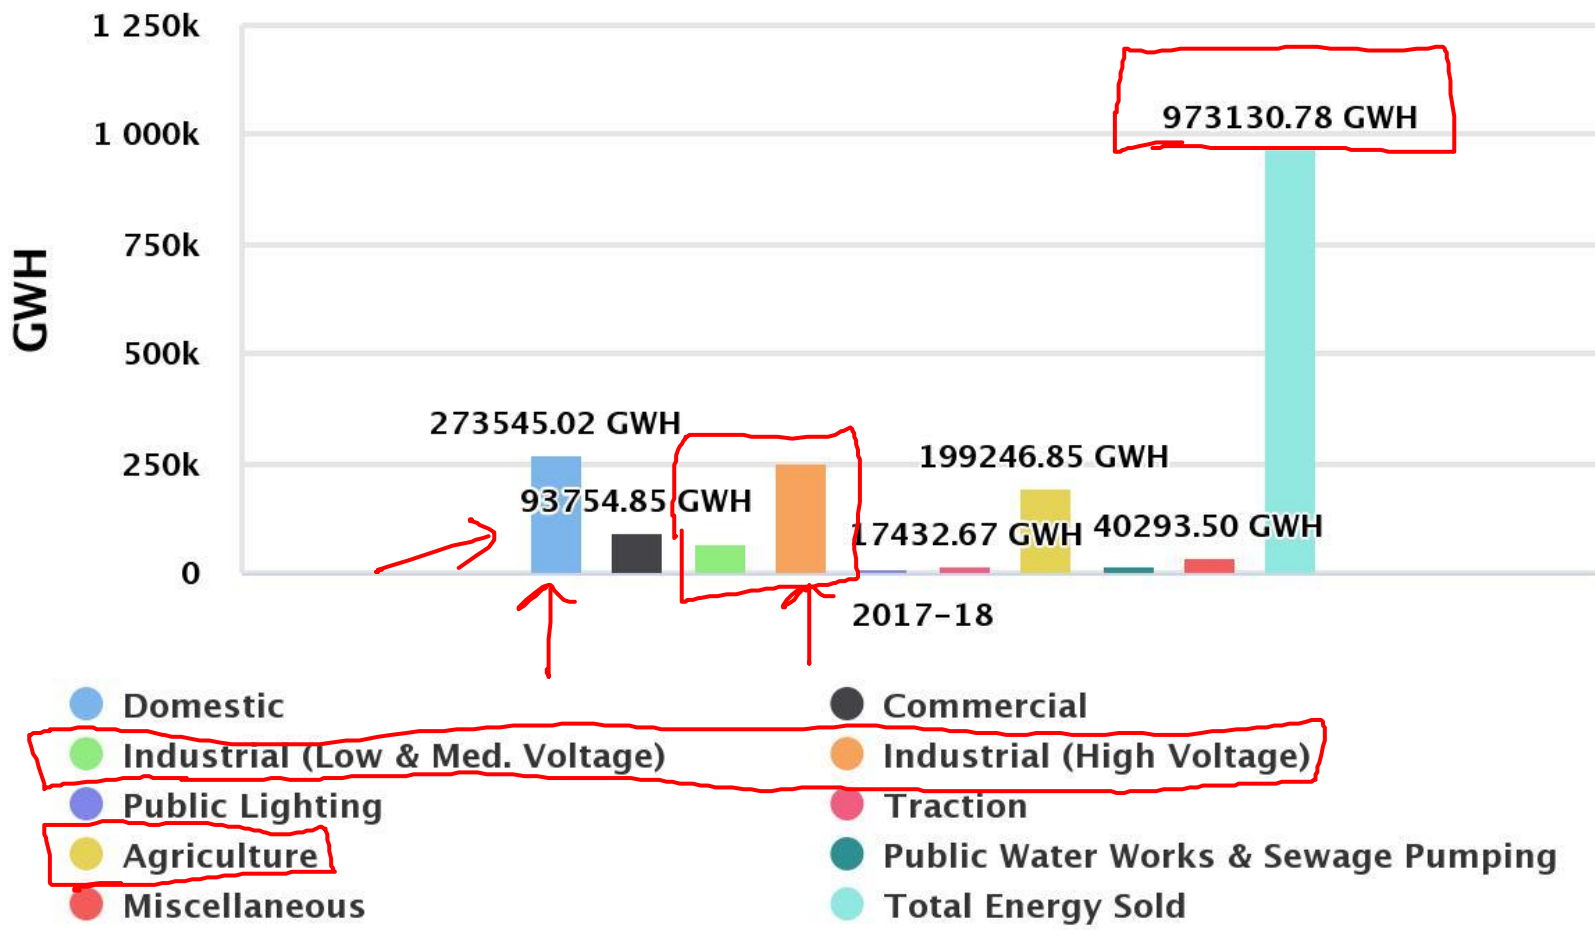 1 250k
973130.78 GWH
1 000k
750k
GWH
500k
273545.02 GWH
250k
199246.85 GWH
93754.85 GWH
17432.67 GWH
40293.50 GWH
0
2017-18
Domestic
Commercial
Industrial (Low & Med. Voltage)
Industrial (High Voltage)
Public Lighting
Traction
Agriculture
Public Water Works & Sewage Pumping
Miscellaneous
Total Energy Sold